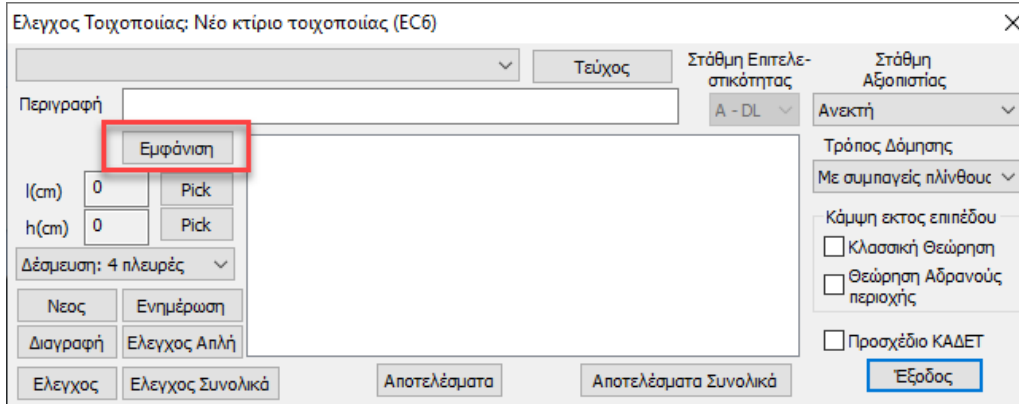 Ελεγχος Τοιχοποιίας: Νέο κτίριο τοιχοποιίας (EC6)
Τεύχος
Στάθμη Επιτελε-
στικότητας
Στάθμη
Αξιοπιστίας
Περιγραφή
A - DL
Ανεκτή
Εμφάνιση
Τρόπος Δόμησης
l(cm) 0 Pick
Με συμπαγείς πλίνθους
h(cm) 0 Pick
Κάμψη εκτος επιπέδου
Κλασσική Θεώρηση
Δέσμευση: 4 πλευρές
Θεώρηση Αδρανούς
περιοχής
Νεος Ενημέρωση
Διαγραφή Ελεγχος Απλή
Προσχέδιο ΚΑΔΕΤ
Ελεγχος Ελεγχος Συνολικά Αποτελέσματα Αποτελέσματα Συνολικά Έξοδος